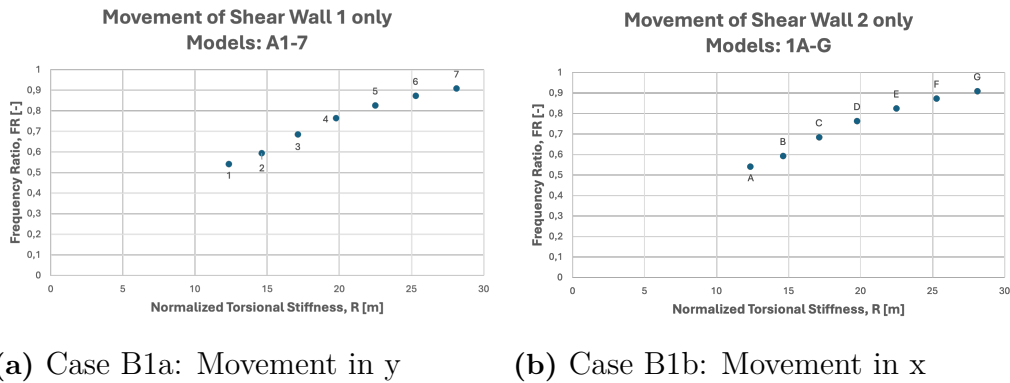 Movement of Shear Wall 1 only
Models: A1-7
1
0,9
0,8
0,7
0,6
0,5
0,4
0,3
0,2
0,1
0
Frequency Ratio, FR [-]
1
2
3
4
5
6
7
0 5 10 15 20 25 30
Normalized Torsional Stiffness, R [m]
(a) Case B1a: Movement in y
Movement of Shear Wall 2 only
Models: 1A-G
1
0,9
0,8
0,7
0,6
0,5
0,4
0,3
0,2
0,1
0
Frequency Ratio, FR [-]
A
B
C
D
E
F
G
0 5 10 15 20 25 30
Normalized Torsional Stiffness, R [m]
(b) Case B1b: Movement in x